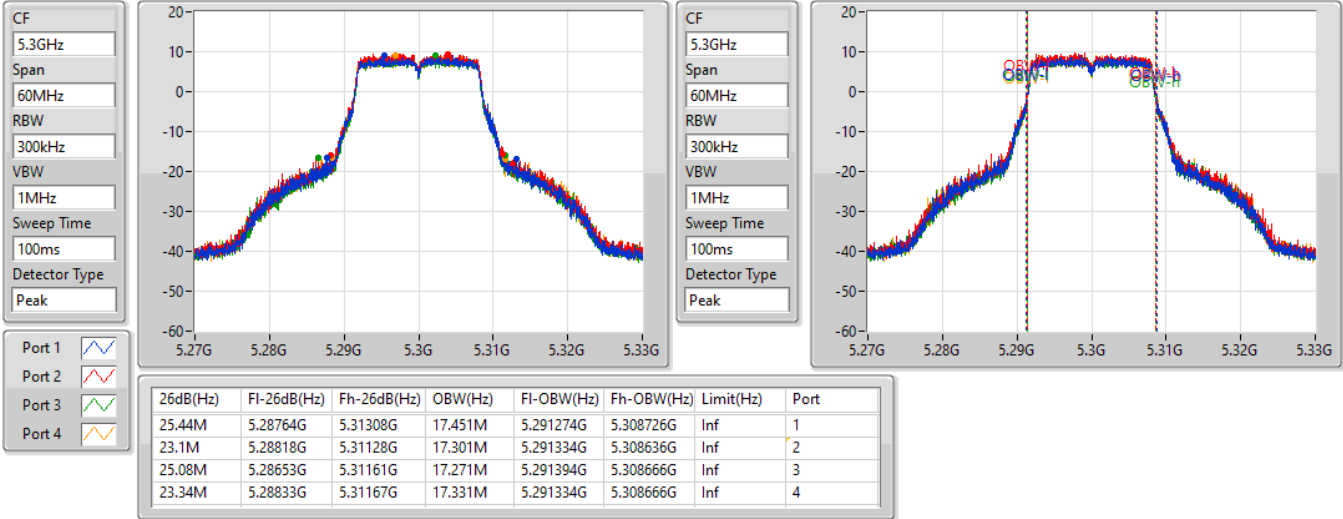 CF
5.3GHz
Span
60MHz
RBW
300kHz
VBW
1MHz
Sweep Time
100ms
Detector Type
Peak
20
10
0
-10
-20
-30
-40
-50
-60
5.27G 5.28G 5.29G 5.3G 5.31G 5.32G 5.33G
CF
5.3GHz
Span
60MHz
RBW
300kHz
VBW
1MHz
Sweep Time
100ms
Detector Type
Peak
20
10
0
-10
-20
-30
-40
-50
-60
OBW-l
OBW-h
OBW-h
5.27G 5.28G 5.29G 5.3G 5.31G 5.32G 5.33G
Port 1
Port 2
Port 3
Port 4
26dB(Hz) Fl-26dB(Hz) Fh-26dB(Hz) OBW(Hz) Fl-OBW(Hz) Fh-OBW(Hz) Limit(Hz) Port
25.44M 5.28764G 5.31308G 17.451M 5.291274G 5.308726G Inf 1
23.1M 5.28818G 5.31128G 17.301M 5.291334G 5.308636G Inf 2
25.08M 5.28653G 5.31161G 17.271M 5.291394G 5.308666G Inf 3
23.34M 5.28833G 5.31167G 17.331M 5.291334G 5.308666G Inf 4